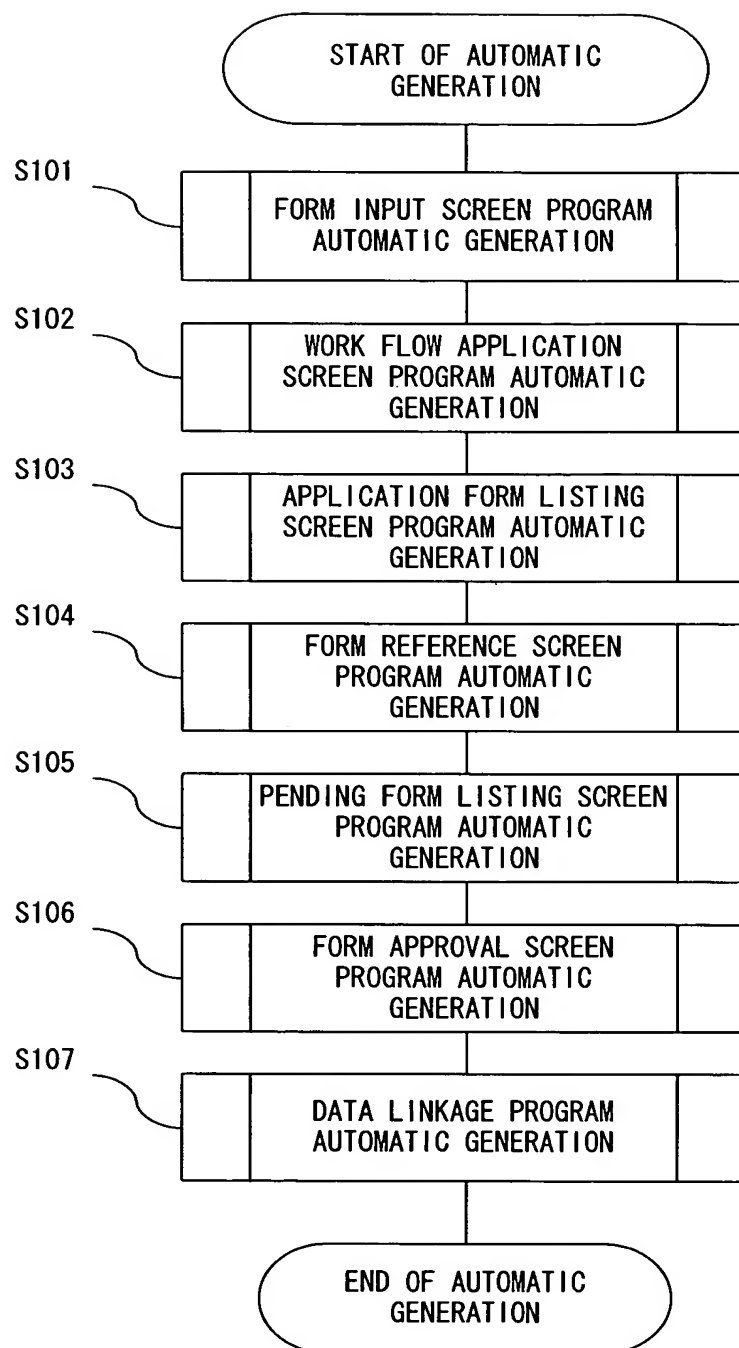 START OF AUTOMATIC
GENERATION
S101
FORM INPUT SCREEN PROGRAM
AUTOMATIC GENERATION
S102
WORK FLOW APPLICATION
SCREEN PROGRAM AUTOMATIC
GENERATION
S103
APPLICATION FORM LISTING
SCREEN PROGRAM AUTOMATIC
GENERATION
S104
FORM REFERENCE SCREEN
PROGRAM AUTOMATIC
GENERATION
S105
PENDING FORM LISTING SCREEN
PROGRAM AUTOMATIC
GENERATION
S106
FORM APPROVAL SCREEN
PROGRAM AUTOMATIC
GENERATION
S107
DATA LINKAGE PROGRAM
AUTOMATIC GENERATION
END OF AUTOMATIC
GENERATION